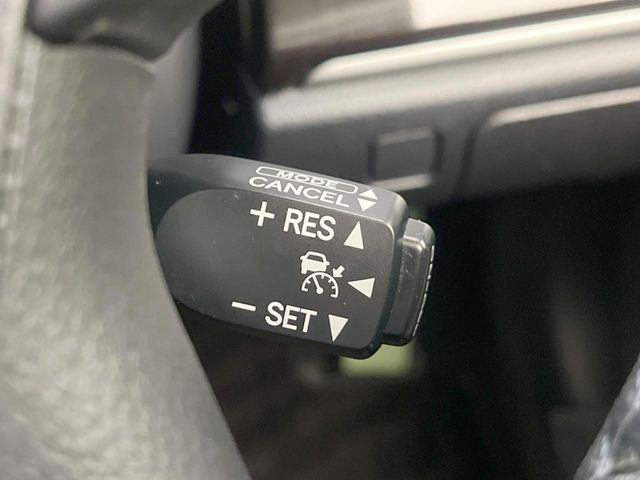 MODE
CANCEL
+ RES
- SET